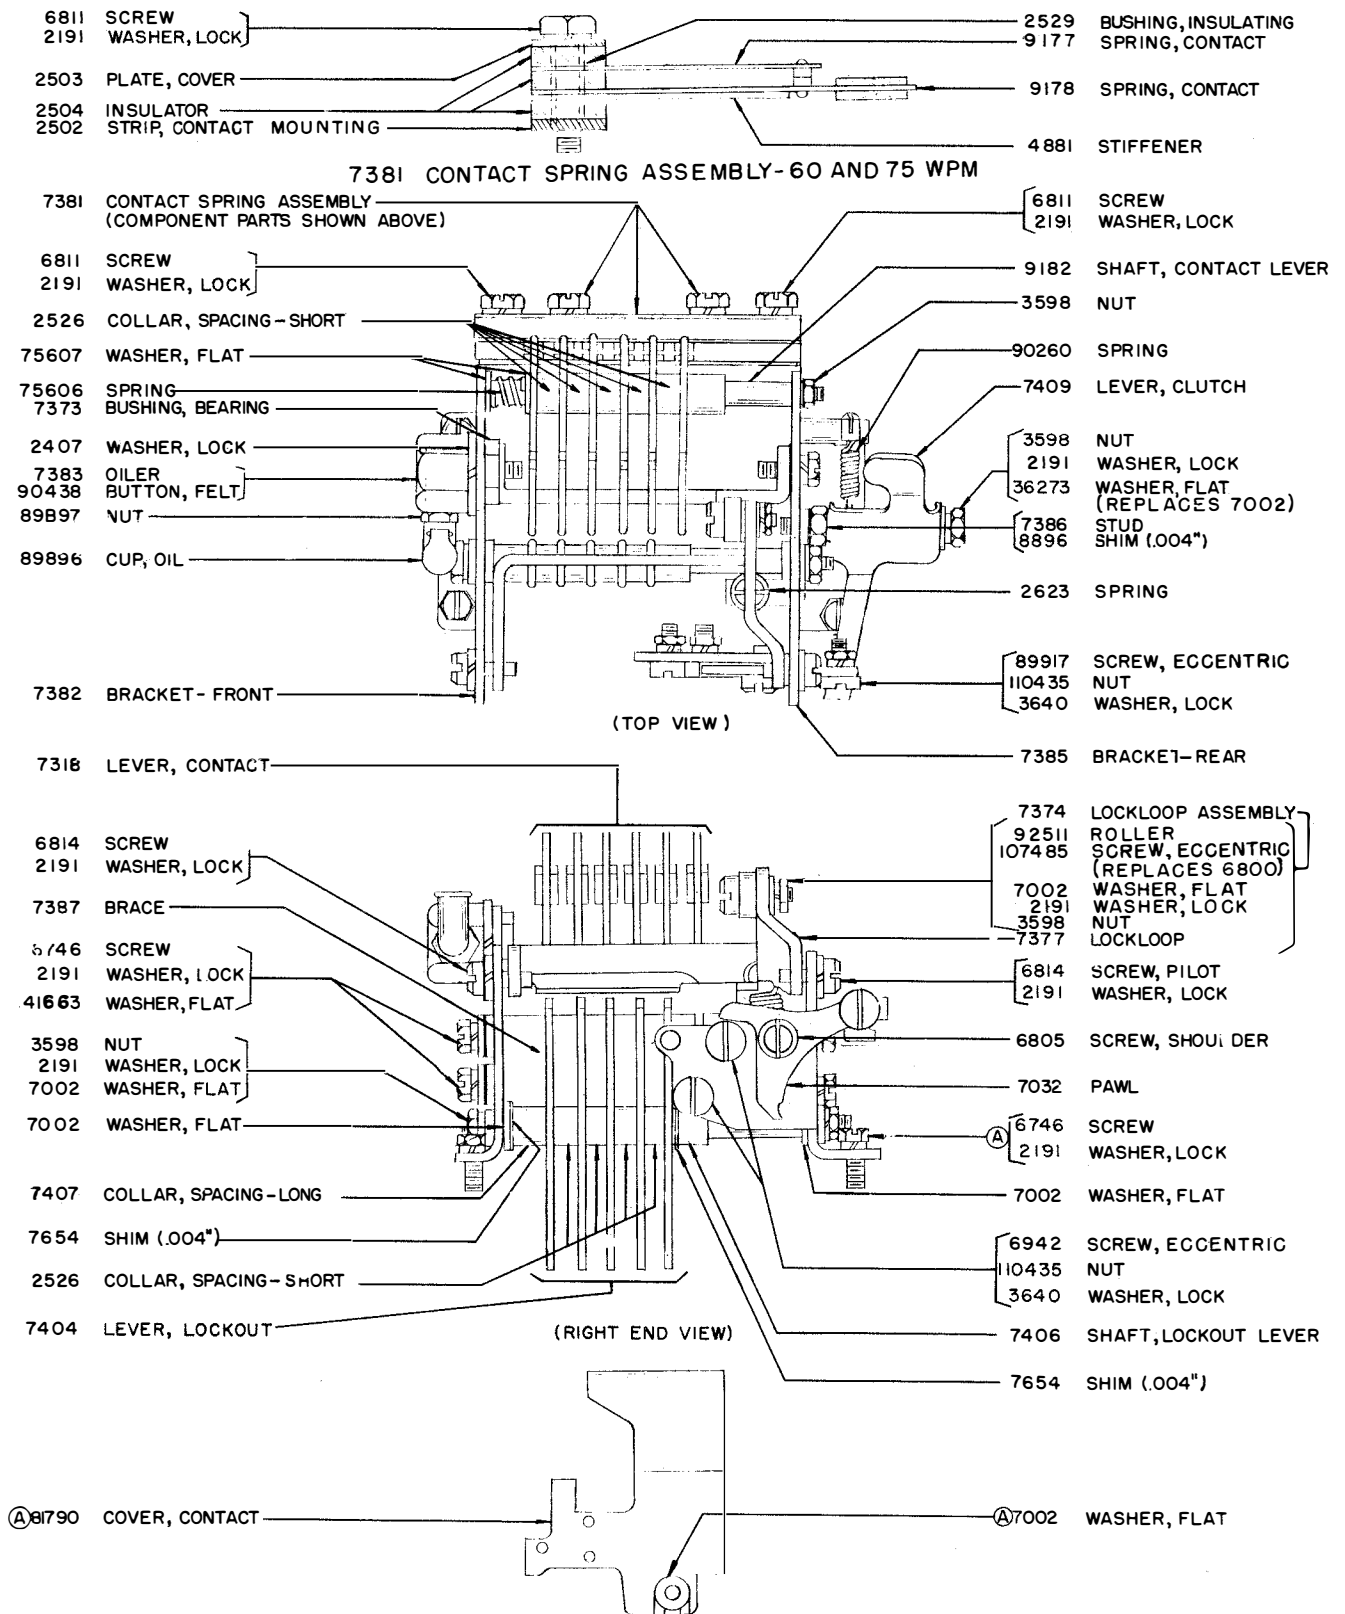 6811 SCREW
2191 WASHER, LOCK
2503 PLATE, COVER
2504 INSULATOR
2502 STRIP, CONTACT MOUNTING
2529 BUSHING, INSULATING
9177 SPRING, CONTACT
9178 SPRING, CONTACT
4881 STIFFENER
7381 CONTACT SPRING ASSEMBLY-60 AND 75 WPM
7381 CONTACT SPRING ASSEMBLY
(COMPONENT PARTS SHOWN ABOVE)
6811 SCREW
2191 WASHER, LOCK
2526 COLLAR, SPACING-SHORT
75607 WASHER, FLAT
75606 SPRING
7373 BUSHING, BEARING
2407 WASHER, LOCK
7383 OILER
90438 BUTTON, FELT
89897 NUT
89896 CUP, OIL
7382 BRACKET-FRONT
6811 SCREW
2191 WASHER, LOCK
9182 SHAFT, CONTACT LEVER
3598 NUT
90260 SPRING
7409 LEVER, CLUTCH
3598 NUT
2191 WASHER, LOCK
36273 WASHER, FLAT
(REPLACES 7002)
7386 STUD
8896 SHIM (.004")
2623 SPRING
89917 SCREW, ECCENTRIC
110435 NUT
3640 WASHER, LOCK
(TOP VIEW)
7385 BRACKET-REAR
7318 LEVER, CONTACT
6814 SCREW
2191 WASHER, LOCK
7387 BRACE
6746 SCREW
2191 WASHER, LOCK
41663 WASHER, FLAT
3598 NUT
2191 WASHER, LOCK
7002 WASHER, FLAT
7002 WASHER, FLAT
7407 COLLAR, SPACING-LONG
7654 SHIM (.004")
2526 COLLAR, SPACING-SHORT
7404 LEVER, LOCKOUT
7374 LOCKLOOP ASSEMBLY
92511 ROLLER
107485 SCREW, ECCENTRIC
(REPLACES 6800)
7002 WASHER, FLAT
2191 WASHER, LOCK
3598 NUT
7377 LOCKLOOP
6814 SCREW, PILOT
2191 WASHER, LOCK
6805 SCREW, SHOULDER
7032 PAWL
Ⓐ 6746 SCREW
2191 WASHER, LOCK
7002 WASHER, FLAT
6942 SCREW, ECCENTRIC
110435 NUT
3640 WASHER, LOCK
(RIGHT END VIEW)
7406 SHAFT, LOCKOUT LEVER
7654 SHIM (.004")
Ⓐ81790 COVER, CONTACT
Ⓐ7002 WASHER, FLAT